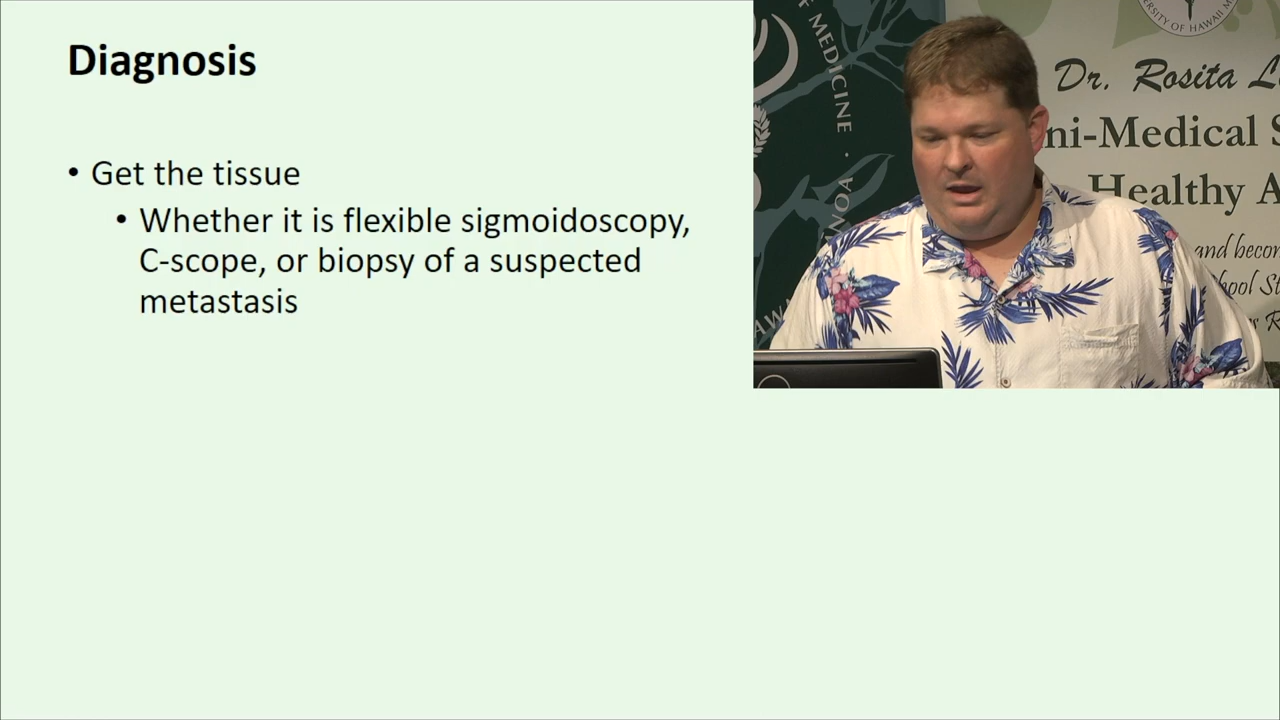 Diagnosis
• Get the tissue
• Whether it is flexible sigmoidoscopy,
C-scope, or biopsy of a suspected
metastasis
MEDICINE ·
Dr. Rosita
ni-Medical S
Healthy A
and becom
hool St